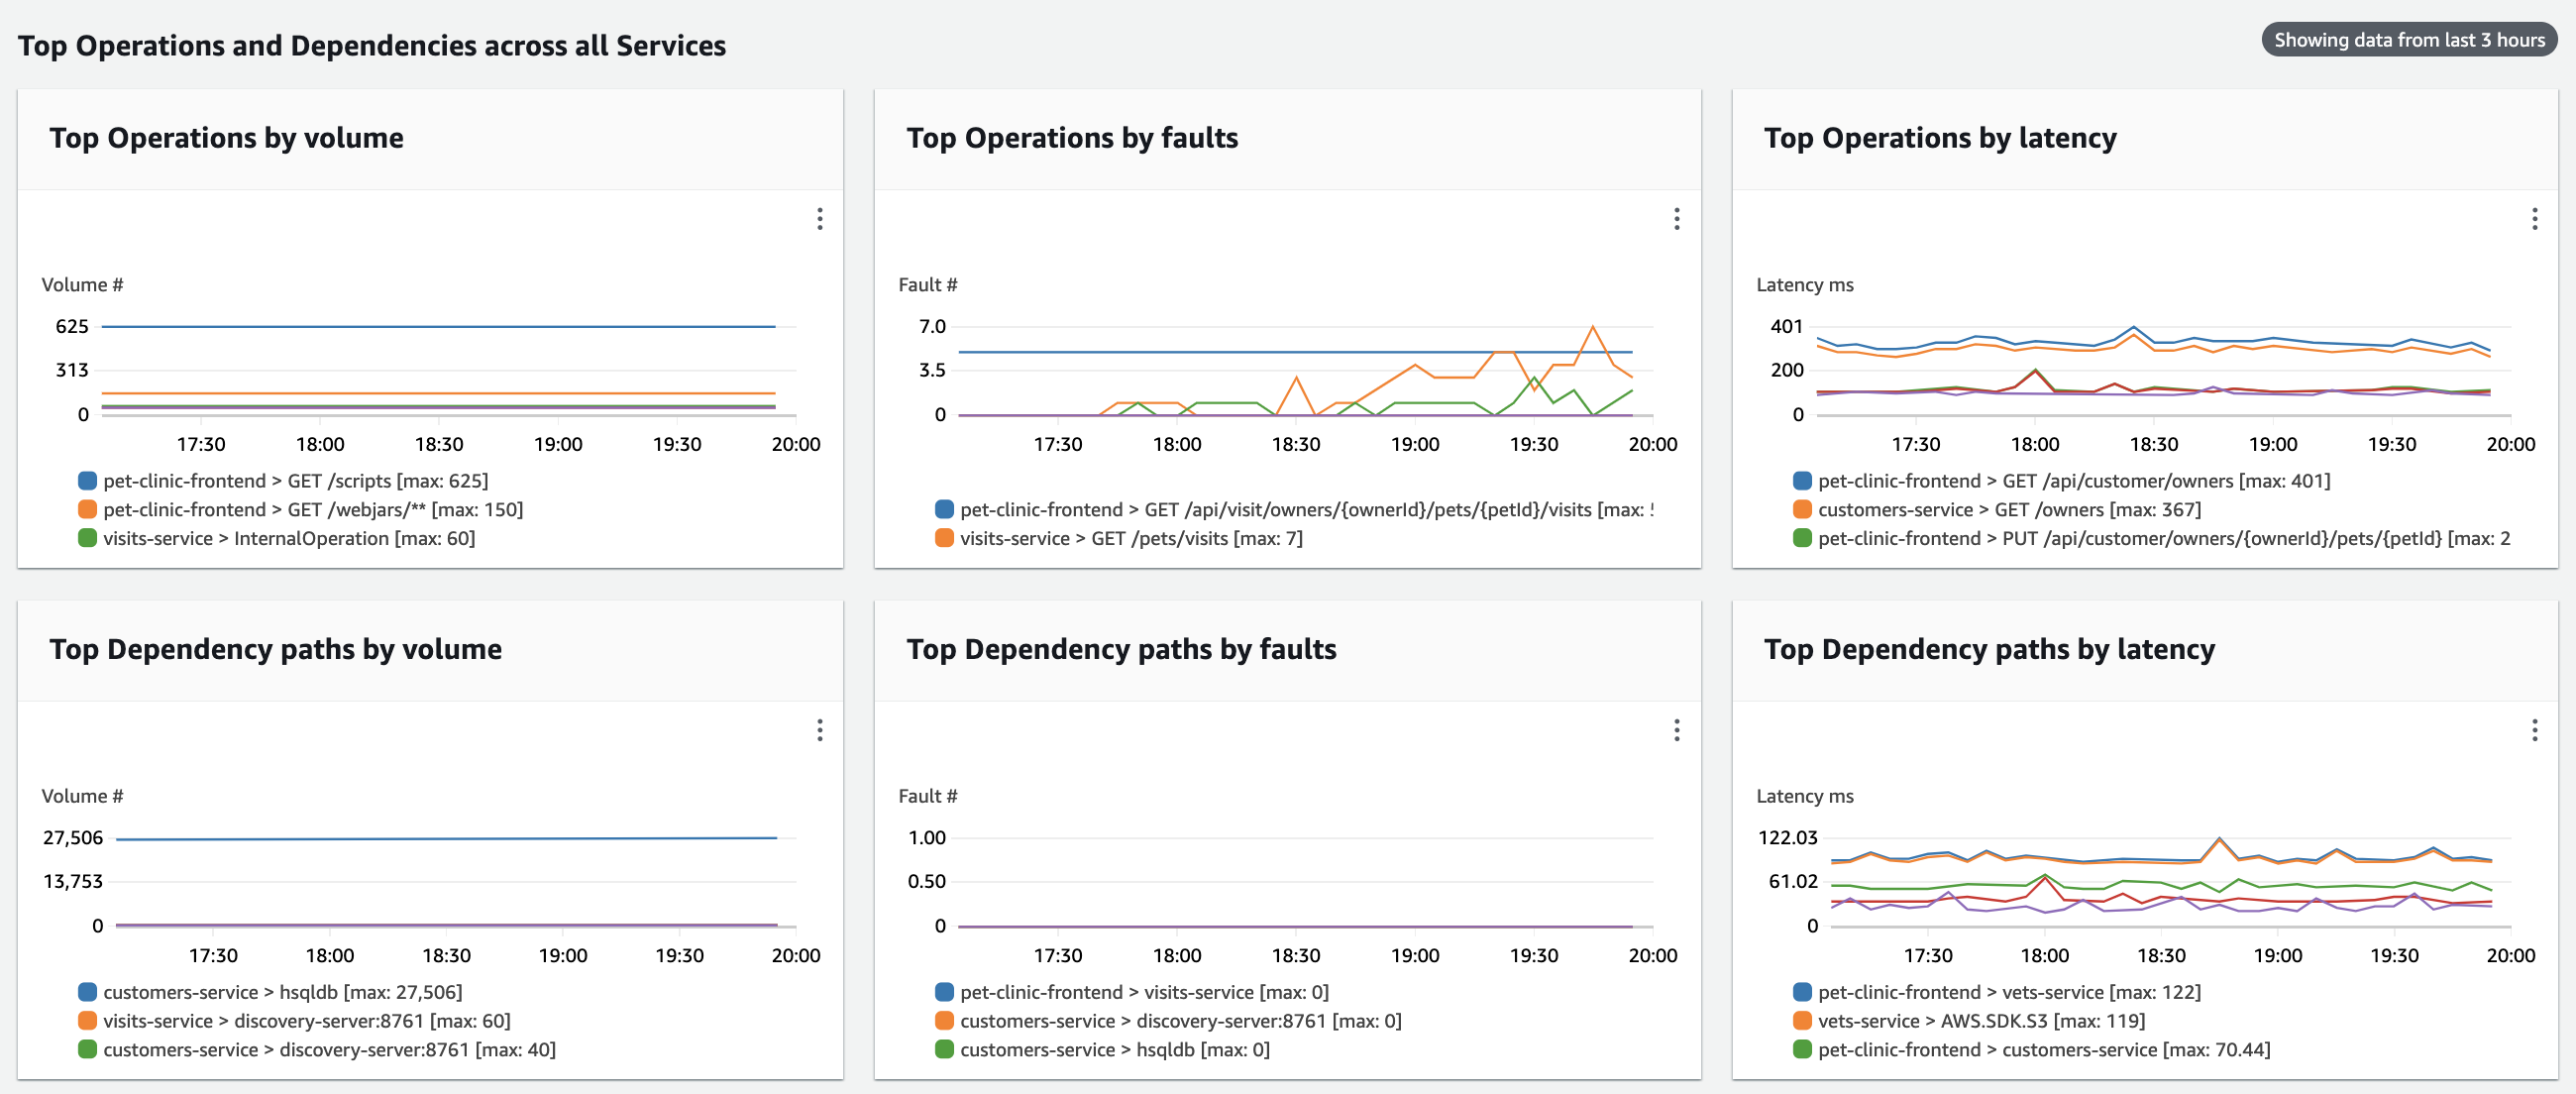 Top Operations and Dependencies across all Services
Showing data from last 3 hours
Top Operations by volume
Volume #
625
313
0
17:30 18:00 18:30 19:00 19:30 20:00
pet-clinic-frontend > GET /scripts [max: 625]
pet-clinic-frontend > GET /webjars/** [max: 150]
visits-service > InternalOperation [max: 60]
Top Operations by faults
Fault #
7.0
3.5
0
17:30 18:00 18:30 19:00 19:30 20:00
pet-clinic-frontend > GET /api/visit/owners/{ownerId}/pets/{petId}/visits [max:
visits-service > GET /pets/visits [max: 7]
Top Operations by latency
Latency ms
401
200
0
17:30 18:00 18:30 19:00 19:30 20:00
pet-clinic-frontend > GET /api/customer/owners [max: 401]
customers-service > GET /owners [max: 367]
pet-clinic-frontend > PUT /api/customer/owners/{ownerId}/pets/{petId} [max: 2
Top Dependency paths by volume
Volume #
27,506
13,753
0
17:30 18:00 18:30 19:00 19:30 20:00
customers-service > hsqldb [max: 27,506]
visits-service > discovery-server:8761 [max: 60]
customers-service > discovery-server:8761 [max: 40]
Top Dependency paths by faults
Fault #
1.00
0.50
0
17:30 18:00 18:30 19:00 19:30 20:00
pet-clinic-frontend > visits-service [max: 0]
customers-service > discovery-server:8761 [max: 0]
customers-service > hsqldb [max: 0]
Top Dependency paths by latency
Latency ms
122.03
61.02
0
17:30 18:00 18:30 19:00 19:30 20:00
pet-clinic-frontend > vets-service [max: 122]
vets-service > AWS.SDK.S3 [max: 119]
pet-clinic-frontend > customers-service [max: 70.44]